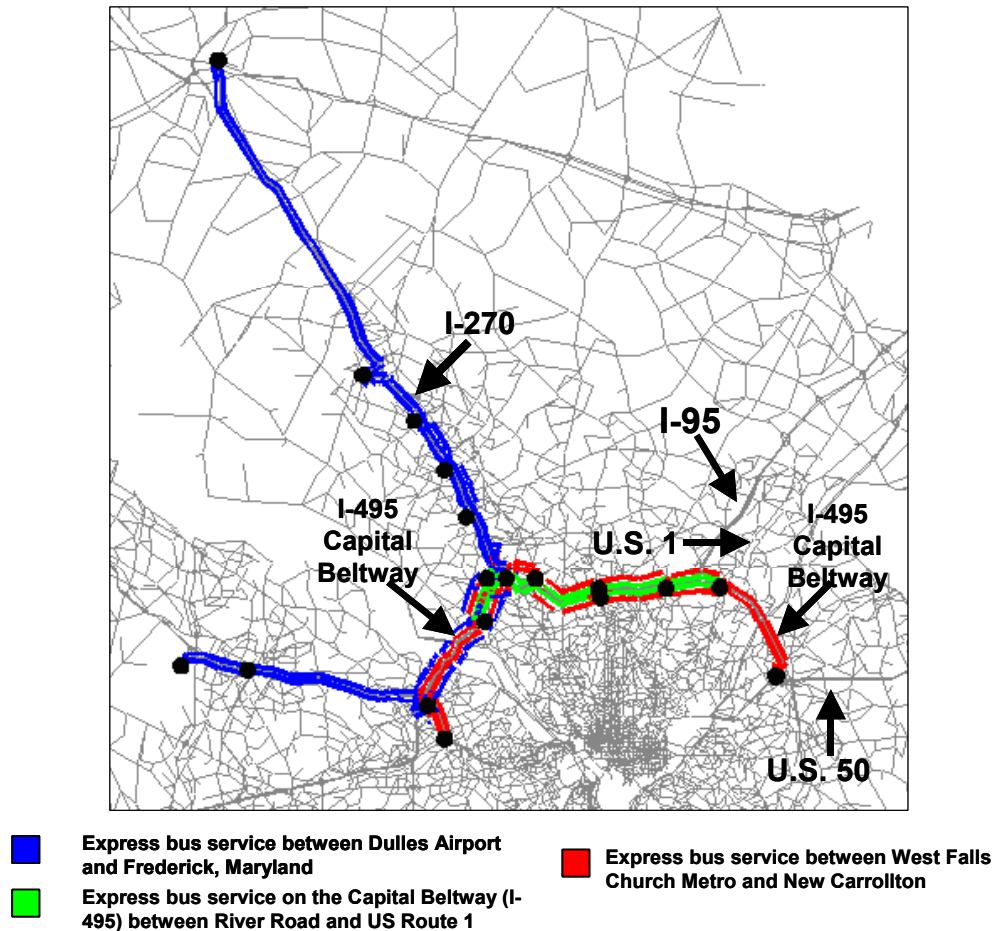 I-270
I-95
I-495
Capital
Beltway
I-495
Capital
Beltway
U.S. 1
U.S. 50
Express bus service between Dulles Airport
and Frederick, Maryland
Express bus service on the Capital Beltway (I-
495) between River Road and US Route 1
Express bus service between West Falls
Church Metro and New Carrollton